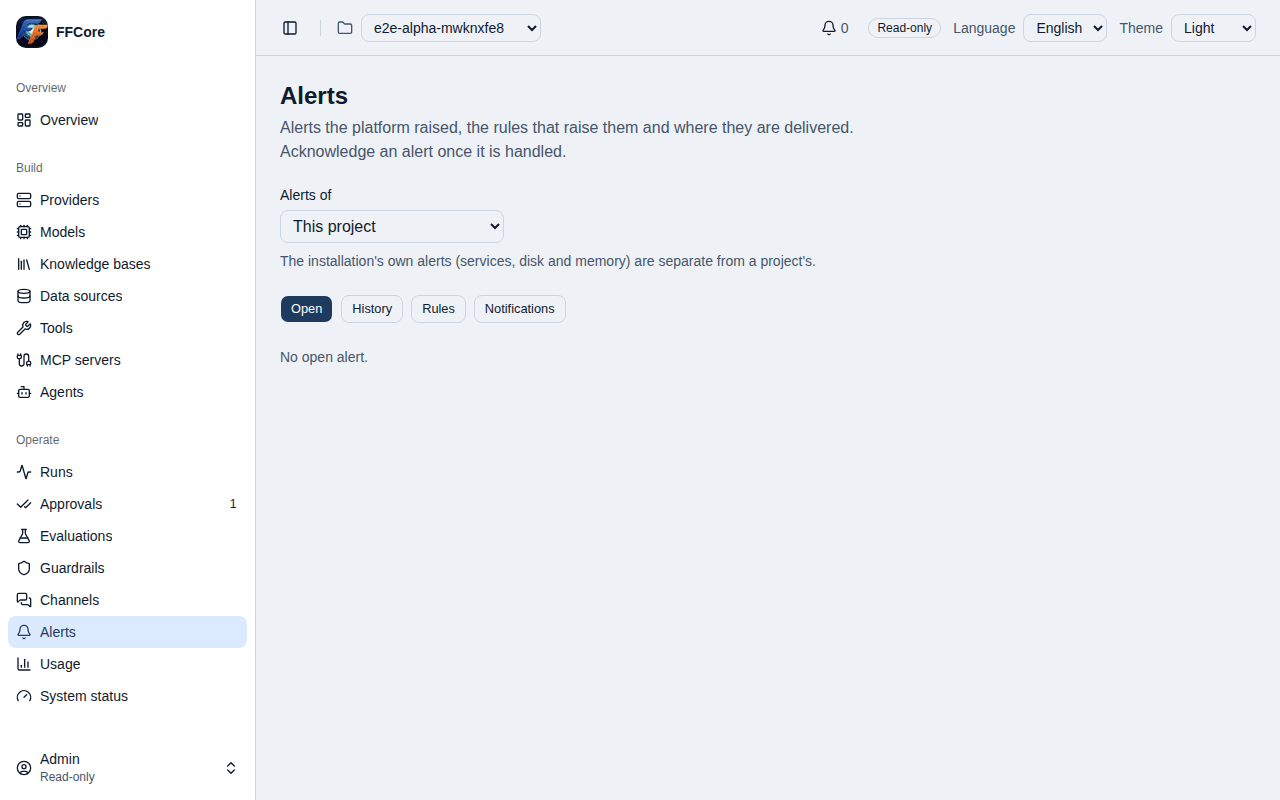 FFCore
Overview
Overview
Build
Providers
Models
Knowledge bases
Data sources
Tools
MCP servers
Agents
Operate
Runs
Approvals 1
Evaluations
Guardrails
Channels
Alerts
Usage
System status
Admin
Read-only
e2e-alpha-mwknxfe8
0
Read-only
Language
English
Theme
Light
Alerts
Alerts the platform raised, the rules that raise them and where they are delivered.
Acknowledge an alert once it is handled.
Alerts of
This project
The installation's own alerts (services, disk and memory) are separate from a project's.
Open
History
Rules
Notifications
No open alert.